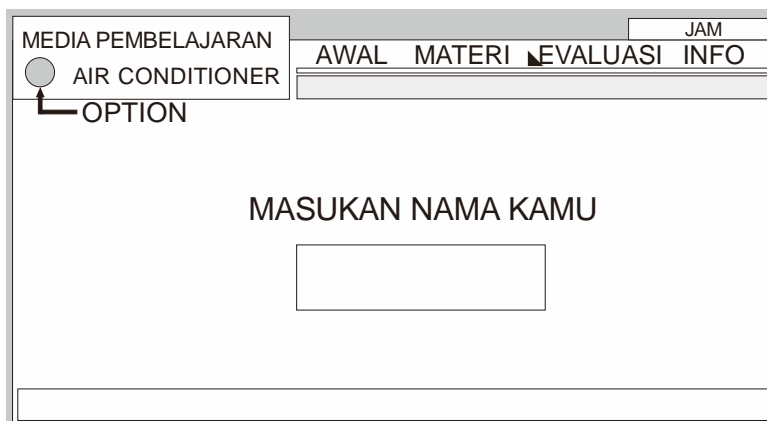 JAM
MEDIA PEMBELAJARAN
AWAL MATERI EVALUASI INFO
AIR CONDITIONER
OPTION
MASUKAN NAMA KAMU